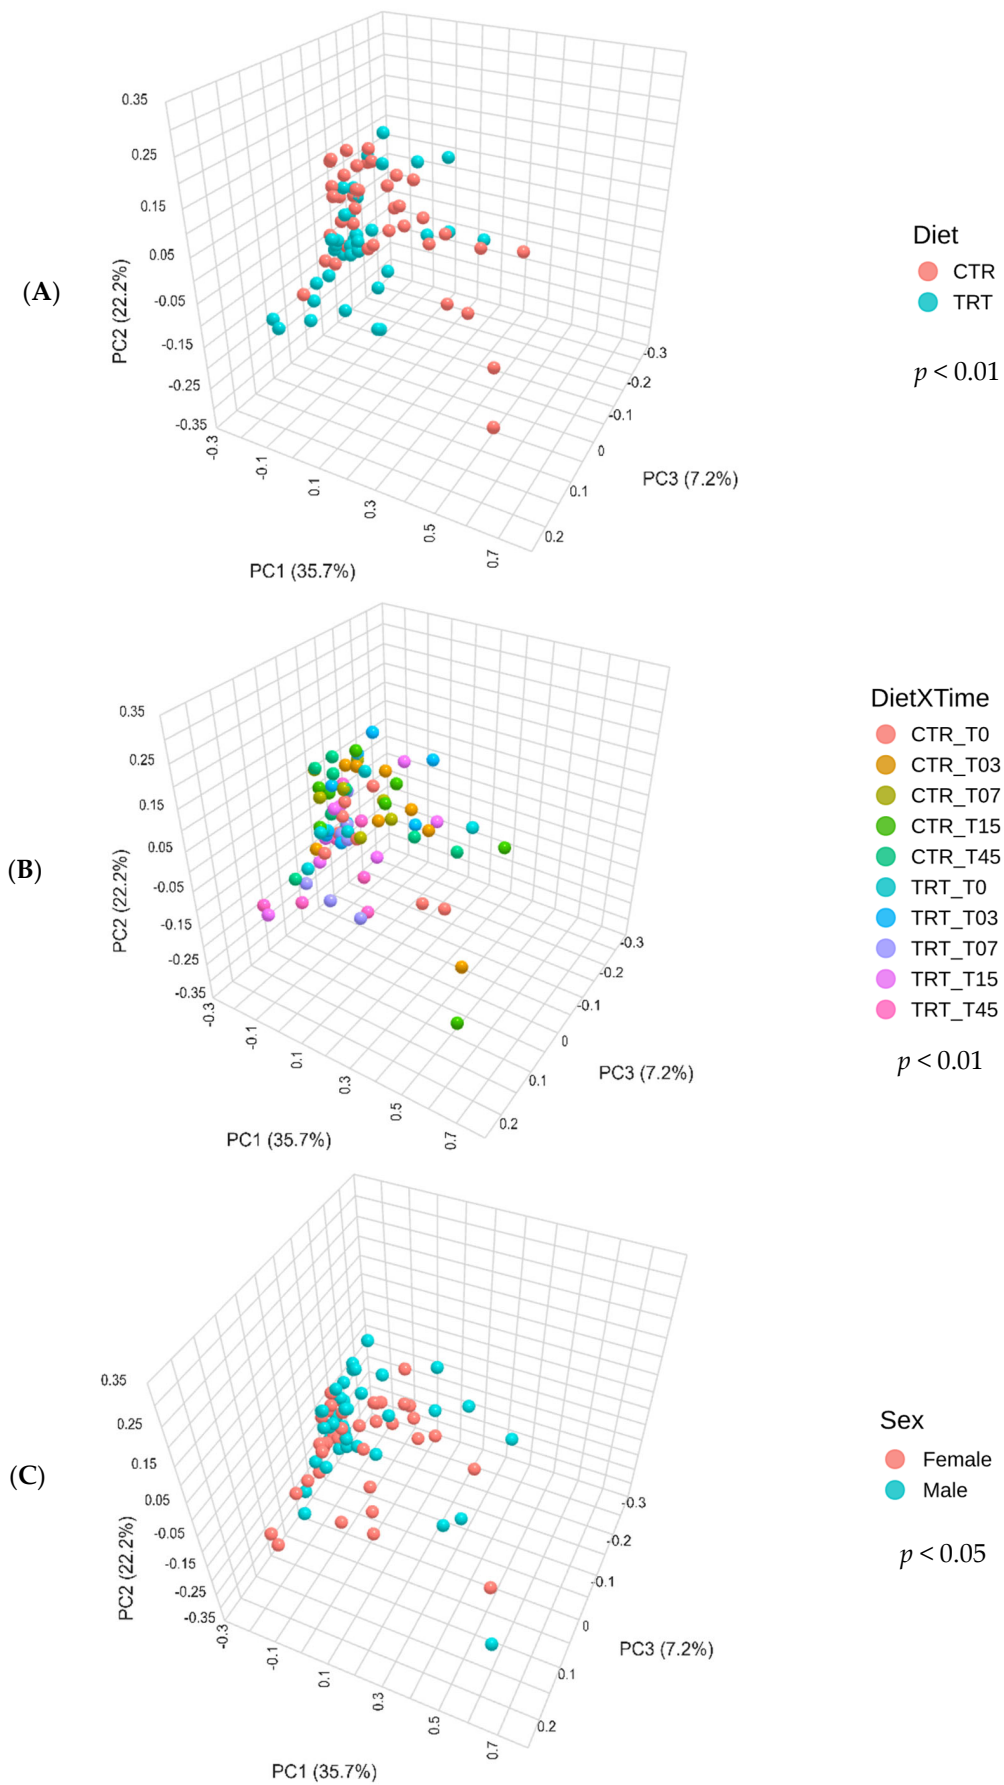 0.35
0.25
0.15
0.05
-0.05
-0.15
-0.25
-0.35
PC2 (22.2%)
(A)
-0.3
-0.1
0.1
0.3
0.5
0.7
PC1 (35.7%)
-0.3
-0.2
-0.1
0
0.1
0.2
PC3 (7.2%)
Diet
CTR
TRT
p < 0.01
0.35
0.25
0.15
0.05
-0.05
-0.15
-0.25
-0.35
PC2 (22.2%)
(B)
-0.3
-0.1
0.1
0.3
0.5
0.7
PC1 (35.7%)
-0.3
-0.2
-0.1
0
0.1
0.2
PC3 (7.2%)
DietXTime
CTR_T0
CTR_T03
CTR_T07
CTR_T15
CTR_T45
TRT_T0
TRT_T03
TRT_T07
TRT_T15
TRT_T45
p < 0.01
0.35
0.25
0.15
0.05
-0.05
-0.15
-0.25
-0.35
PC2 (22.2%)
(C)
-0.3
-0.1
0.1
0.3
0.5
0.7
PC1 (35.7%)
-0.3
-0.2
-0.1
0
0.1
0.2
PC3 (7.2%)
Sex
Female
Male
p < 0.05